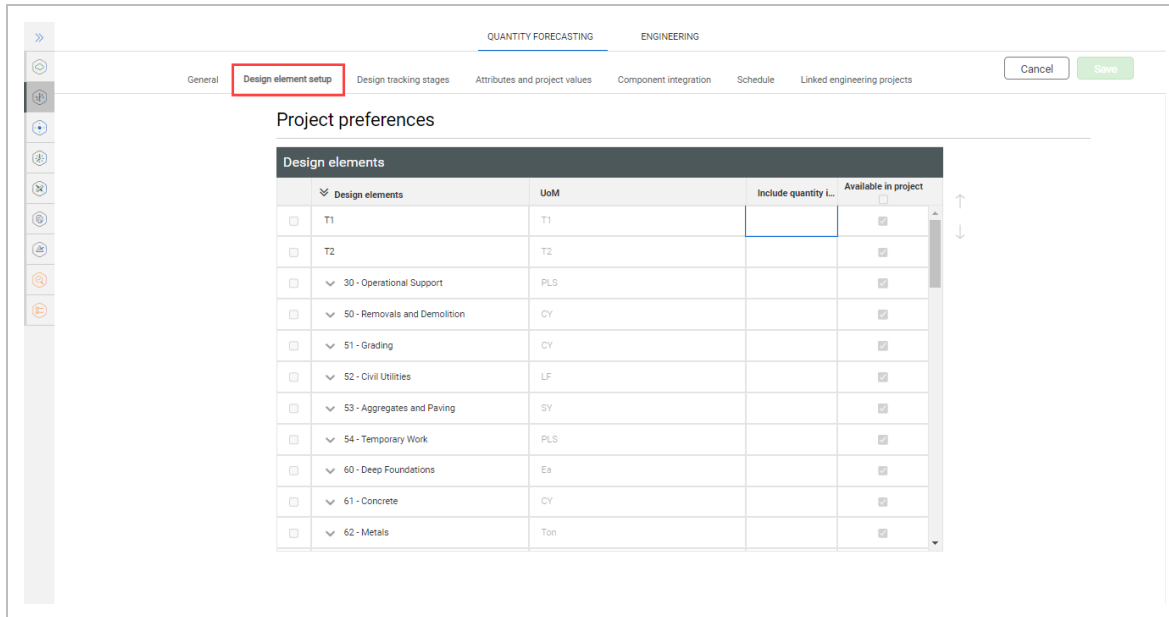 QUANTITY FORECASTING ENGINEERING
General Design element setup Design tracking stages Attributes and project values Component integration Schedule Linked engineering projects Cancel Save
Project preferences
Design elements
Design elements UoM Include quantity i... Available in project
T1 T1
T2 T2
30 - Operational Support PLS
50 - Removals and Demolition CY
51 - Grading CY
52 - Civil Utilities LF
53 - Aggregates and Paving SY
54 - Temporary Work PLS
60 - Deep Foundations Ea
61 - Concrete CY
62 - Metals Ton